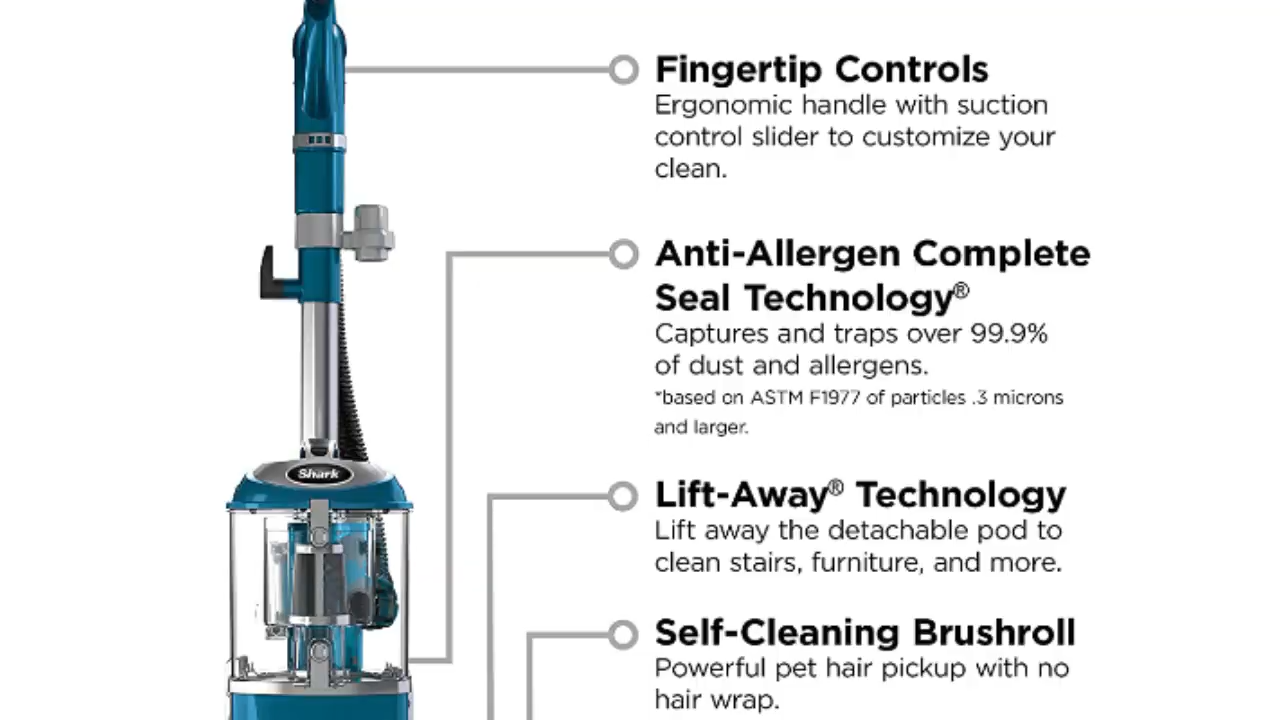 Fingertip Controls
Ergonomic handle with suction
control slider to customize your
clean.
Anti-Allergen Complete
Seal Technology®
Captures and traps over 99.9%
of dust and allergens.
*based on ASTM F1977 of particles .3 microns
and larger.
Shark
Lift-Away® Technology
Lift away the detachable pod to
clean stairs, furniture, and more.
Self-Cleaning Brushroll
Powerful pet hair pickup with no
hair wrap.